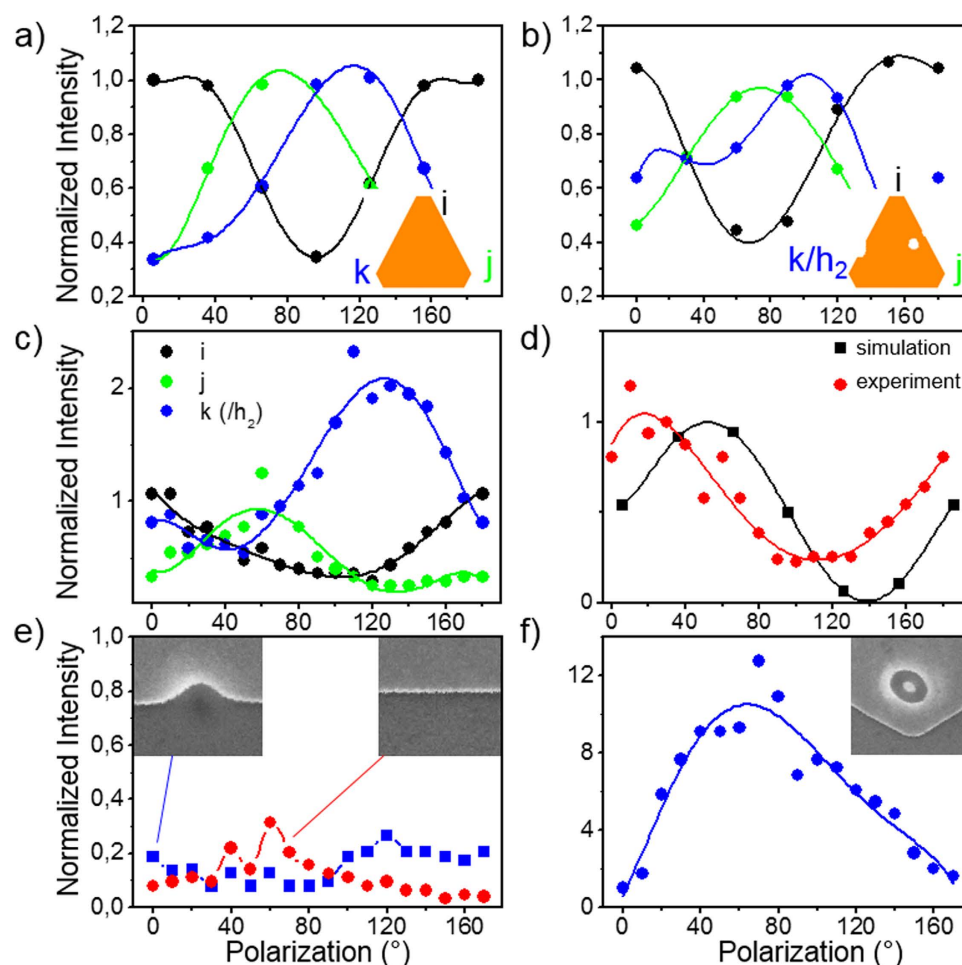 a)
Normalized Intensity
1,2
1,0
0,8
0,6
0,4
0,2
0 40 80 120 160
i
k
j
b)
1,2
1,0
0,8
0,6
0,4
0,2
0 40 80 120 160
i
k/h2
j
c)
Normalized Intensity
2
1
0 40 80 120 160
i
j
k (/h2)
d)
1
0
0 40 80 120 160
simulation
experiment
e)
Normalized Intensity
1,0
0,8
0,6
0,4
0,2
0,0
0 40 80 120 160
Polarization (°)
f)
12
8
4
0
0 40 80 120 160
Polarization (°)